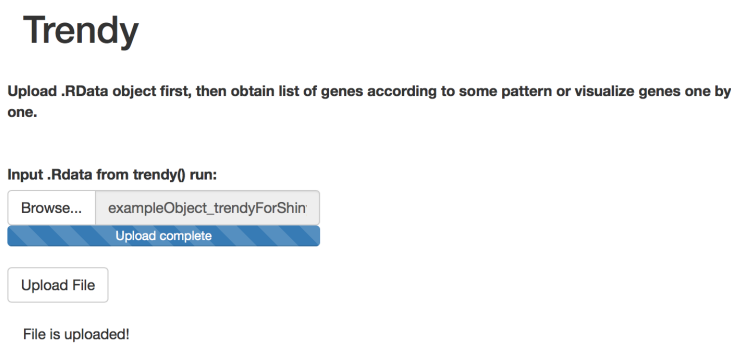 Trendy
Upload .RData object first, then obtain list of genes according to some pattern or visualize genes one by
one.
Input .Rdata from trendy() run:
Browse... exampleObject_trendyForShin
Upload complete
Upload File
File is uploaded!